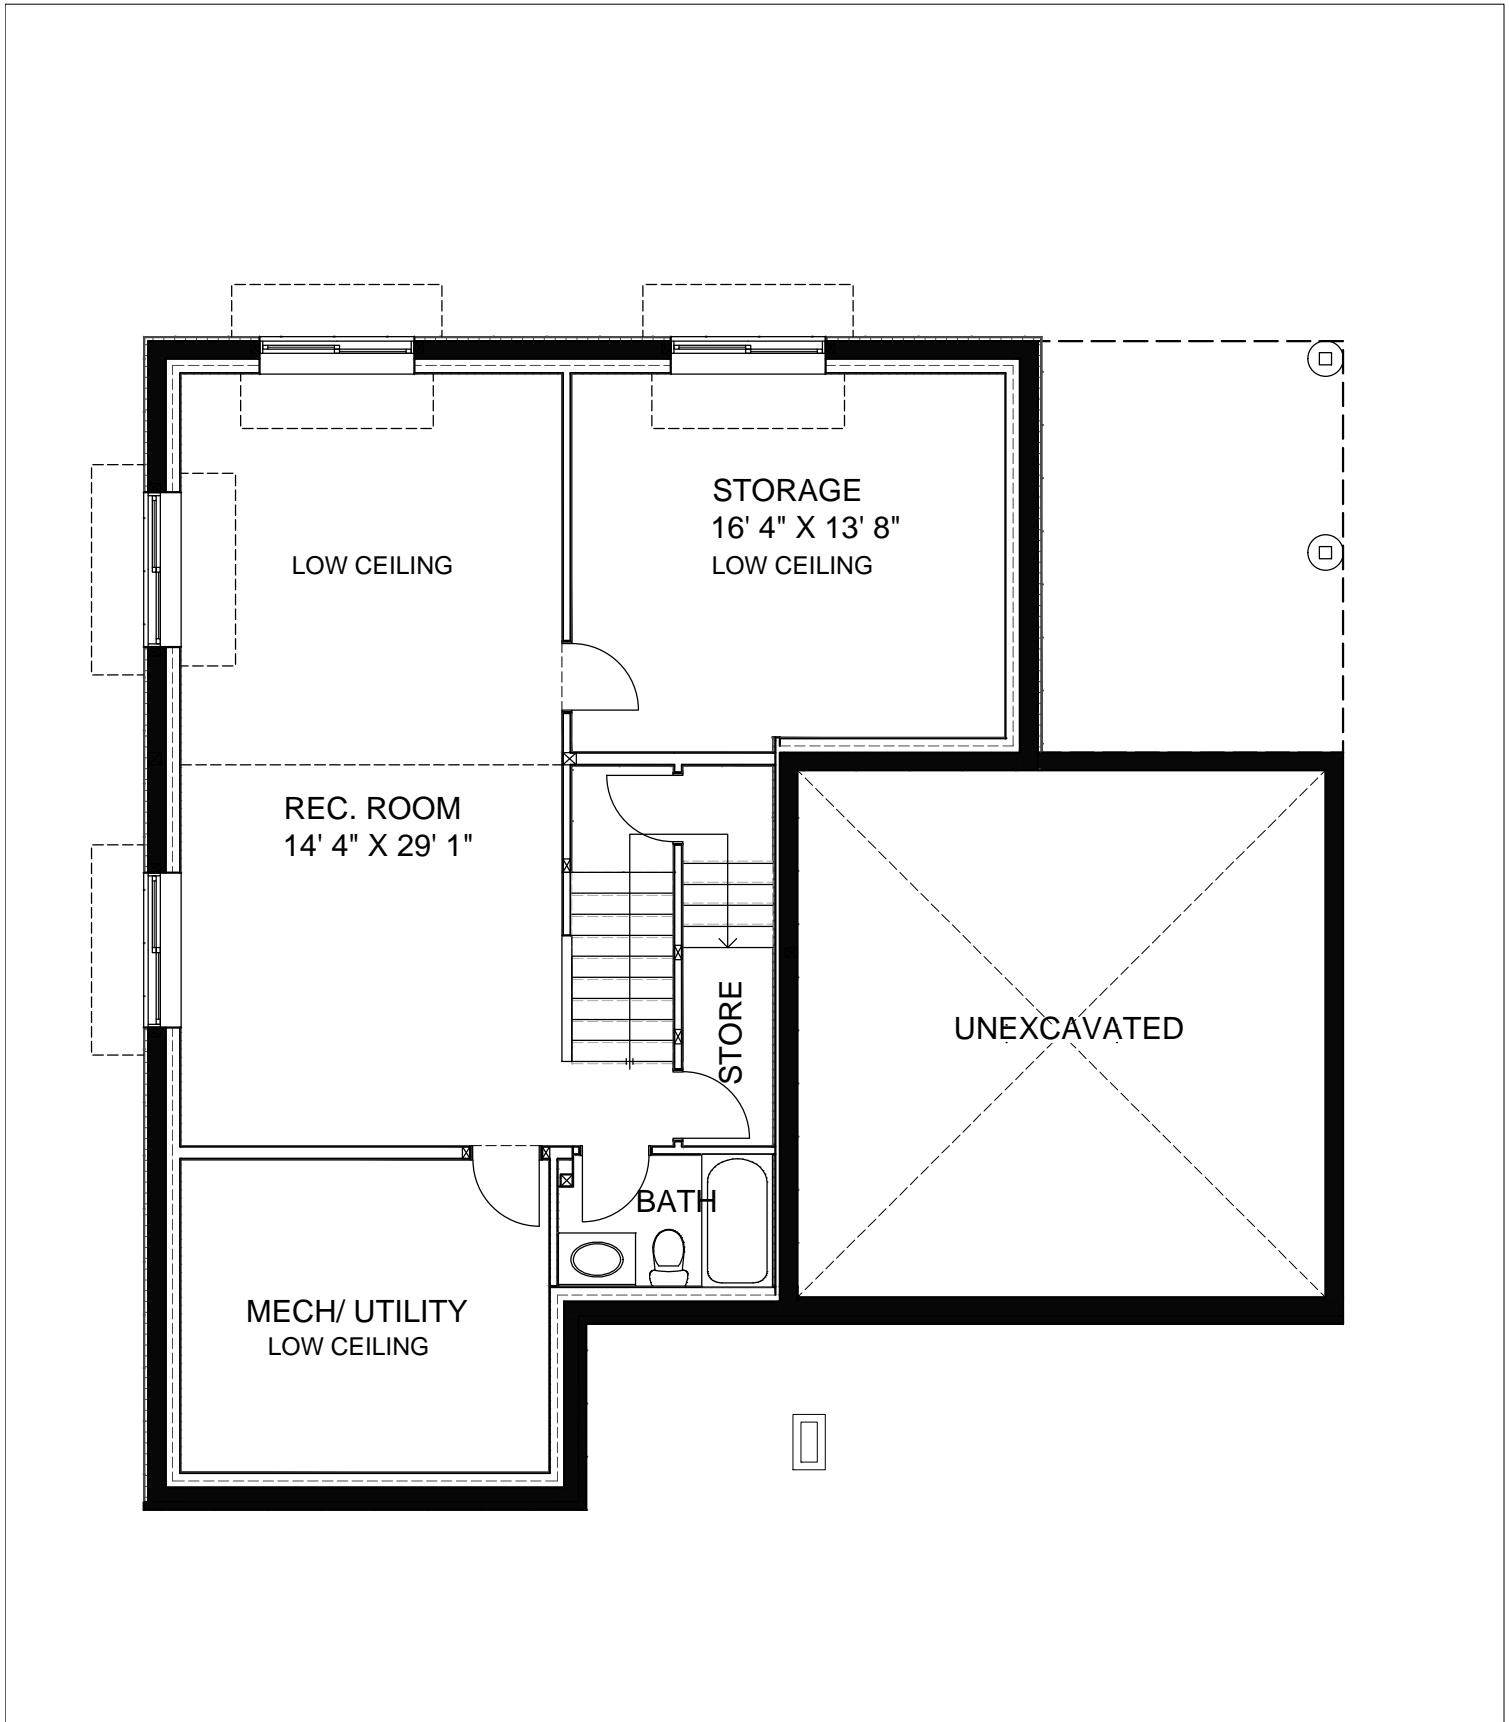 STORAGE
16' 4" X 13' 8"
LOW CEILING
LOW CEILING
REC. ROOM
14' 4" X 29' 1"
STORE
UNEXCAVATED
BATH
MECH/ UTILITY
LOW CEILING